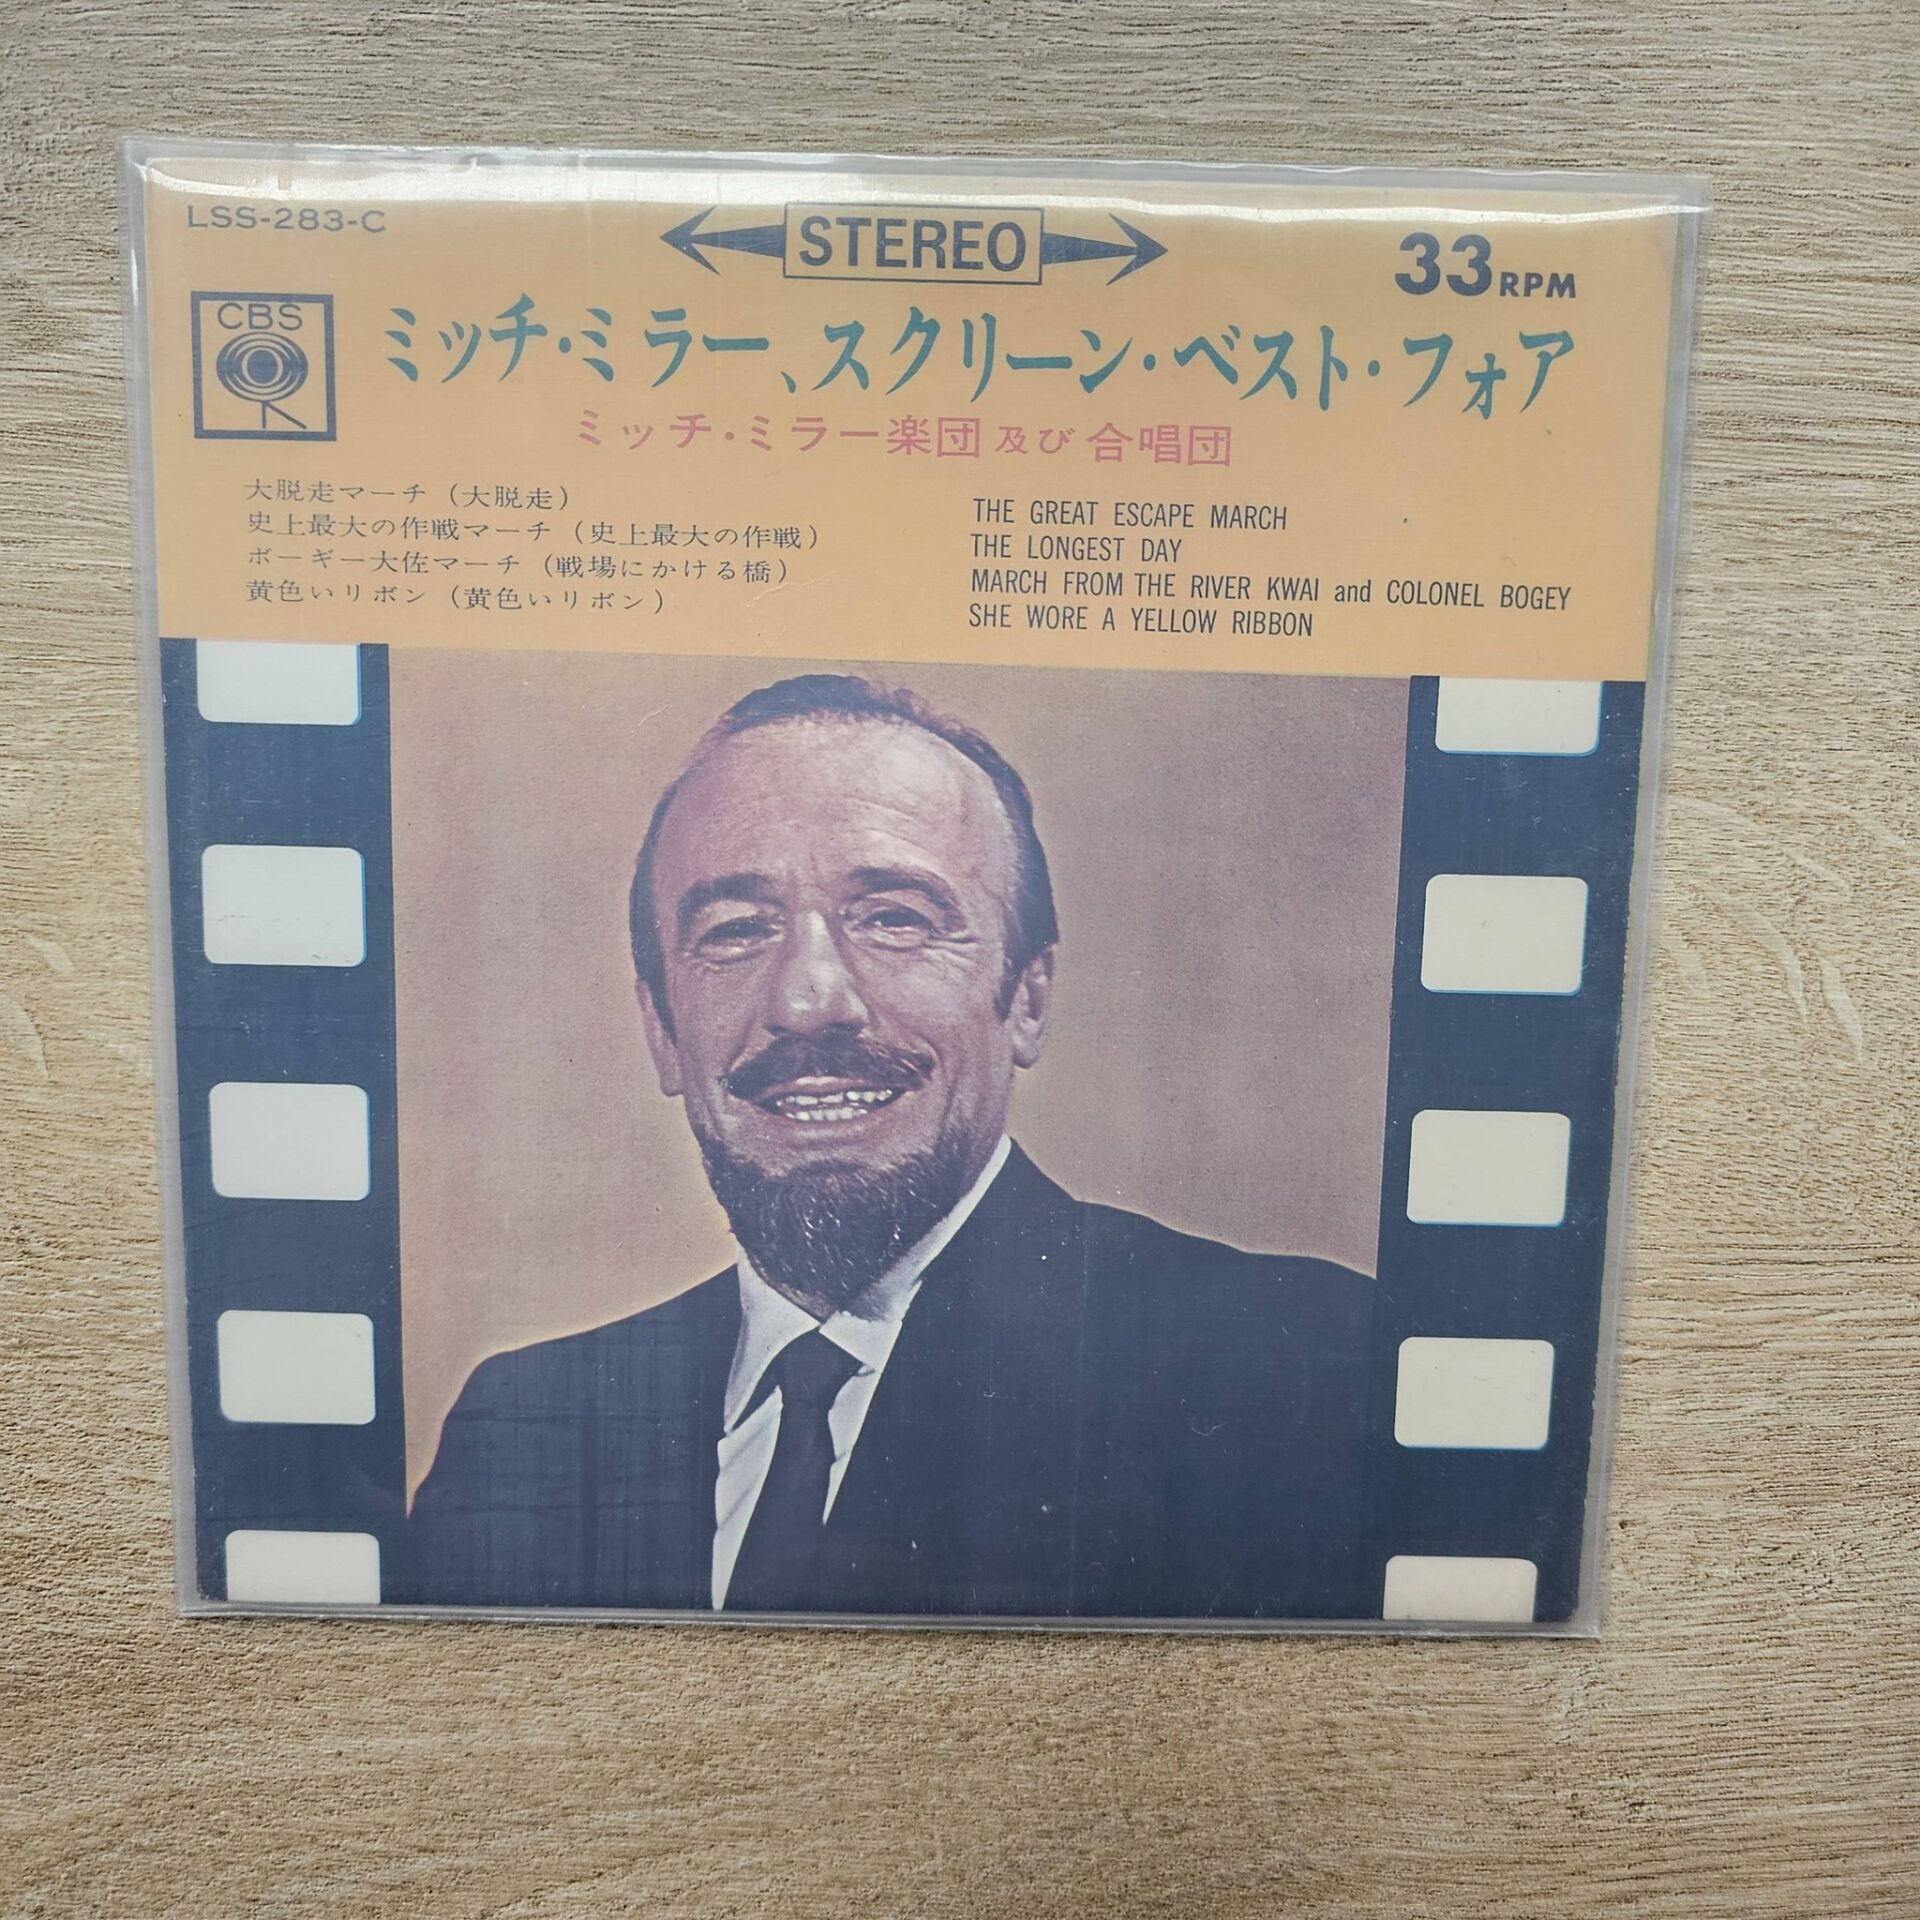 LSS-283-C
STEREO
33RPM
CBS
ミッチ・ミラー、スクリーン・ベスト・フォア
ミッチ・ミラー楽団及び合唱団
大脱走マーチ（大脱走）
史上最大の作戦マーチ（史上最大の作戦）
ボーギー大佐マーチ（戦場にかける橋）
黄色いリボン（黄色いリボン）
THE GREAT ESCAPE MARCH
THE LONGEST DAY
MARCH FROM THE RIVER KWAI and COLONEL BOGEY
SHE WORE A YELLOW RIBBON